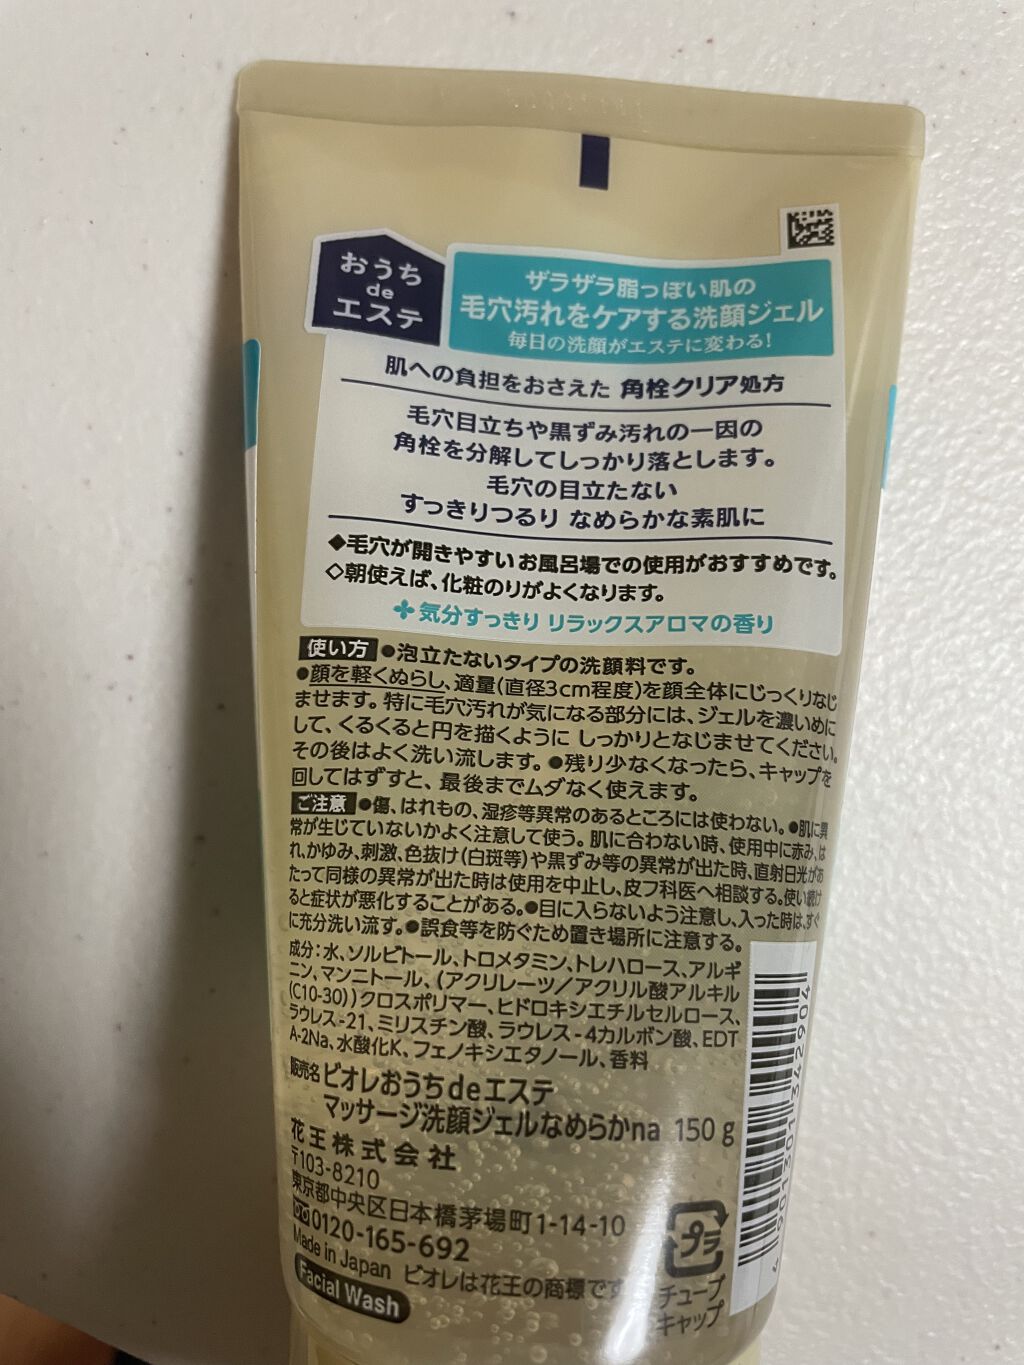 おうち
de
エステ
ザラザラ脂っぽい肌の
毛穴汚れをケアする洗顔ジェル
毎日の洗顔がエステに変わる!
肌への負担をおさえた 角栓クリア処方
毛穴目立ちや黒ずみ汚れの一因の
角栓を分解してしっかり落とします。
毛穴の目立たない
すっきりつるり なめらかな素肌に
◆毛穴が開きやすいお風呂場での使用がおすすめです。
◇朝使えば、化粧のりがよくなります。
気分すっきり リラックスアロマの香り
使い方 ●泡立たないタイプの洗顔料です。
●顔を軽くぬらし、適量(直径3cm程度)を顔全体にじっくりなじ
ませます。特に毛穴汚れが気になる部分には、ジェルを濃いめに
して、くるくると円を描くように しっかりとなじませてください。
その後はよく洗い流します。●残り少なくなったら、キャップを
回してはずすと、最後までムダなく使えます。
ご注意 ●傷、はれもの、湿疹等異常のあるところには使わない。●肌に異
常が生じていないかよく注意して使う。肌に合わない時、使用中に赤み、は
れ、かゆみ、刺激、色抜け(白斑等)や黒ずみ等の異常が出た時、直射日光があ
たって同様の異常が出た時は使用を中止し、皮フ科医へ相談する。使い続け
ると症状が悪化することがある。●目に入らないよう注意し、入った時は、すぐ
に充分洗い流す。●誤食等を防ぐため置き場所に注意する。
成分:水、ソルビトール、トロメタミン、トレハロース、アルギ
ニン、マンニトール、(アクリレーツ/アクリル酸アルキル
(C10-30))クロスポリマー、ヒドロキシエチルセルロース、
ラウレス-21、ミリスチン酸、ラウレス-4カルボン酸、EDT
A-2Na、水酸化K、フェノキシエタノール、香料
販売名 ビオレおうちdeエステ
マッサージ洗顔ジェルなめらかna 150g
花王株式会社
〒103-8210
東京都中央区日本橋茅場町1-14-10
0120-165-692
Made in Japan ビオレは花王の商標です
Facial Wash
プラ
チューブ
キャップ
4 901301 342904